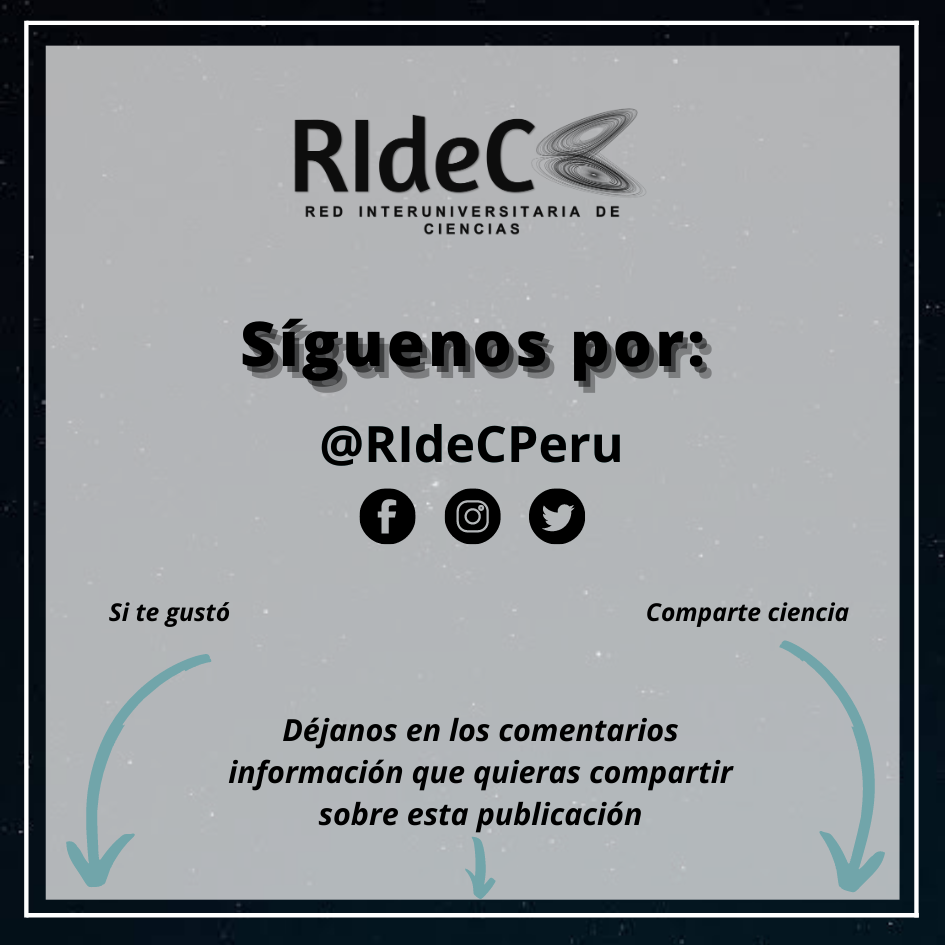 RIdeC
RED INTERUNIVERSITARIA DE
CIENCIAS
Síguenos por:
@RIdeCPeru
Si te gustó
Comparte ciencia
Déjanos en los comentarios
información que quieras compartir
sobre esta publicación